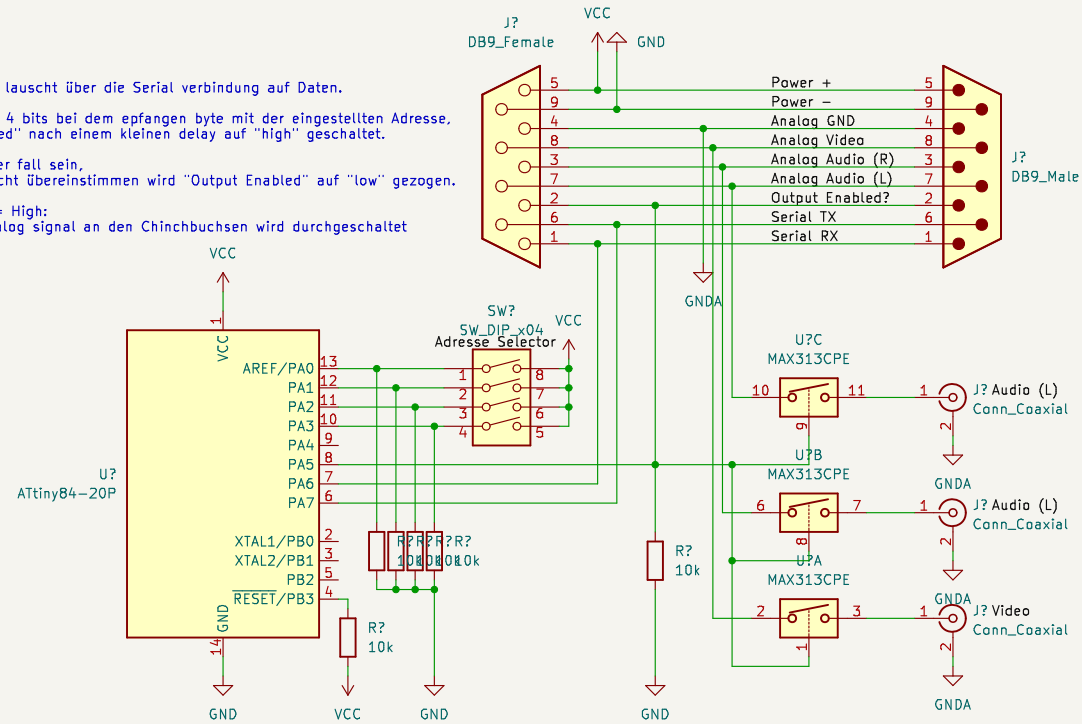 VCC
J?
DB9_Female
GND
lauscht über die Serial verbindung auf Daten.
4 bits bei dem epfangen byte mit der eingestellten Adresse,
ed" nach einem kleinen delay auf "high" geschaltet.
er fall sein,
cht übereinstimmen wird "Output Enabled" auf "low" gezogen.
= High:
alog signal an den Chinchbuchsen wird durchgeschaltet
5 Power + 5
9 Power - 9
4 Analog GND 4
8 Analog Video 8
3 Analog Audio (R) 3
7 Analog Audio (L) 7
2 Output Enabled? 2
6 Serial TX 6
1 Serial RX 1
J?
DB9_Male
GNDA
VCC
1
VCC
SW?
SW_DIP_x04
Adresse Selector
VCC
1 8
2 7
3 6
4 5
AREF/PA0 13
PA1 12
PA2 11
PA3 10
PA4 9
PA5 8
PA6 7
PA7 6
XTAL1/PB0 2
XTAL2/PB1 3
PB2 5
RESET/PB3 4
GND
14
U?
ATtiny84-20P
R? R? R? R?
10k 10k 10k 10k
R?
10k
R?
10k
GND
VCC
GND
GND
U?C
MAX313CPE
10 11
9
1 J? Audio (L)
Conn_Coaxial
2
GNDA
U?B
MAX313CPE
6 7
8
1 J? Audio (L)
Conn_Coaxial
2
GNDA
U?A
MAX313CPE
2 3
1
1 J? Video
Conn_Coaxial
2
GNDA